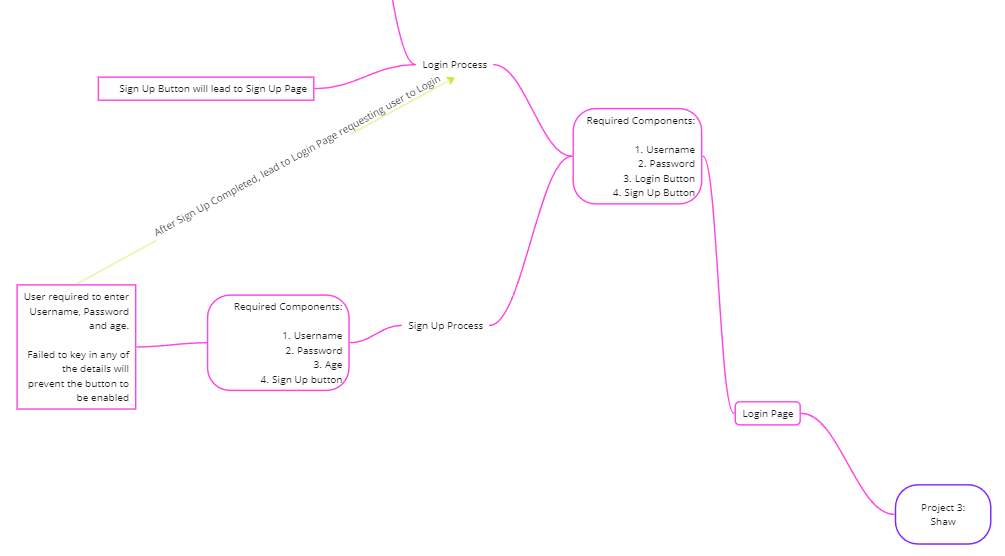 Login Process
Sign Up Button will lead to Sign Up Page
After Sign Up Completed, lead to Login Page requesting user to Login
Required Components:
1. Username
2. Password
3. Login Button
4. Sign Up Button
User required to enter
Username, Password
and age.
Failed to key in any of
the details will
prevent the button to
be enabled
Required Components:
1. Username
2. Password
3. Age
4. Sign Up button
Sign Up Process
Login Page
Project 3:
Shaw